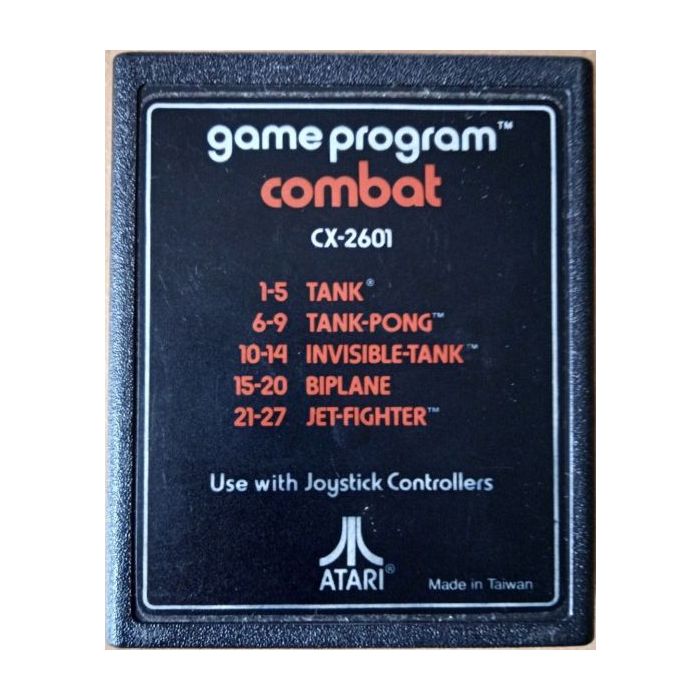 game program™
combat
CX-2601
1-5 TANK®
6-9 TANK-PONG™
10-14 INVISIBLE-TANK™
15-20 BIPLANE
21-27 JET-FIGHTER™
Use with Joystick Controllers
ATARI®
Made in Taiwan